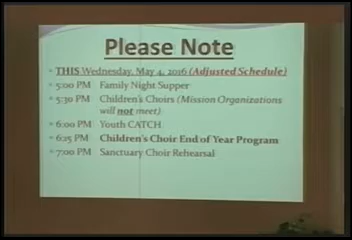 Please Note
THIS Wednesday, May 4, 2016 (Adjusted Schedule)
5:00 PM Family Night Supper
5:30 PM Children's Choirs (Mission Organizations
will not meet)
6:00 PM Youth CATCH
6:25 PM Children's Choir End of Year Program
7:00 PM Sanctuary Choir Rehearsal